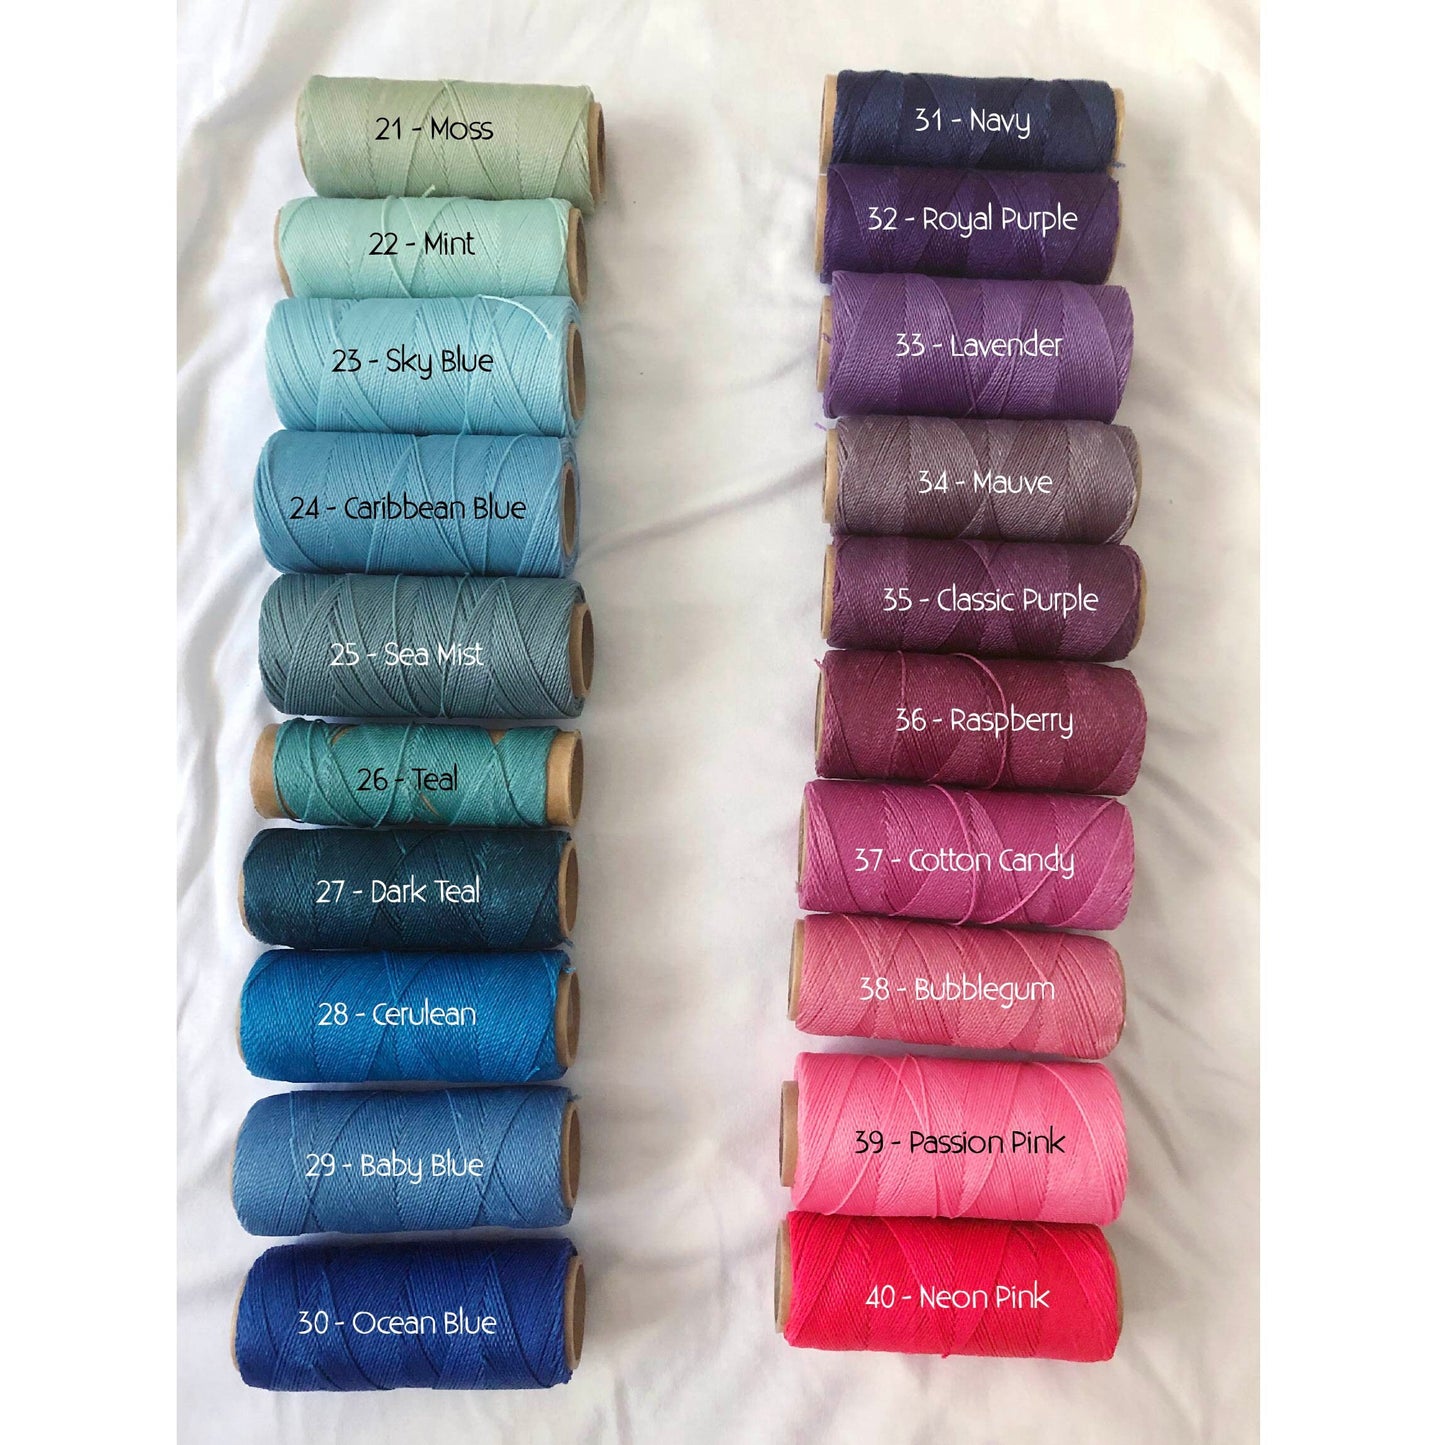 21 - Moss
22 - Mint
23 - Sky Blue
24 - Caribbean Blue
25 - Sea Mist
26 - Teal
27 - Dark Teal
28 - Cerulean
29 - Baby Blue
30 - Ocean Blue
31 - Navy
32 - Royal Purple
33 - Lavender
34 - Mauve
35 - Classic Purple
36 - Raspberry
37 - Cotton Candy
38 - Bubblegum
39 - Passion Pink
40 - Neon Pink